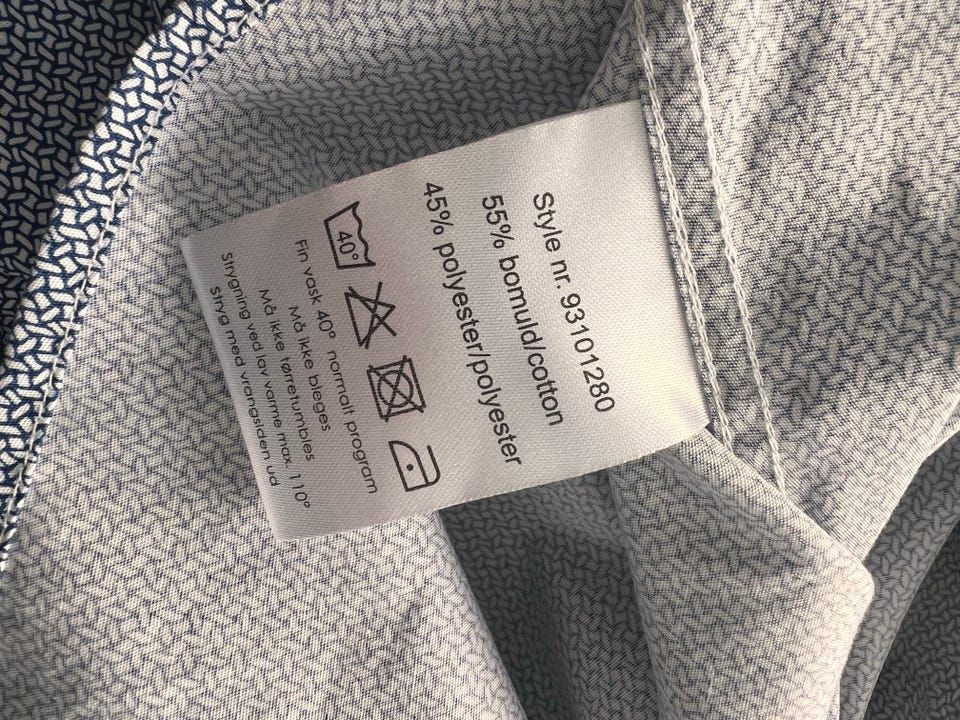 Style nr. 93101280
55% bomuld/cotton
45% polyester/polyester
40°
Fin vask 40° normalt program
Må ikke bleges
Må ikke tørretumbles
Strygning ved lav varme max. 110°
Stryg med vrangsiden ud